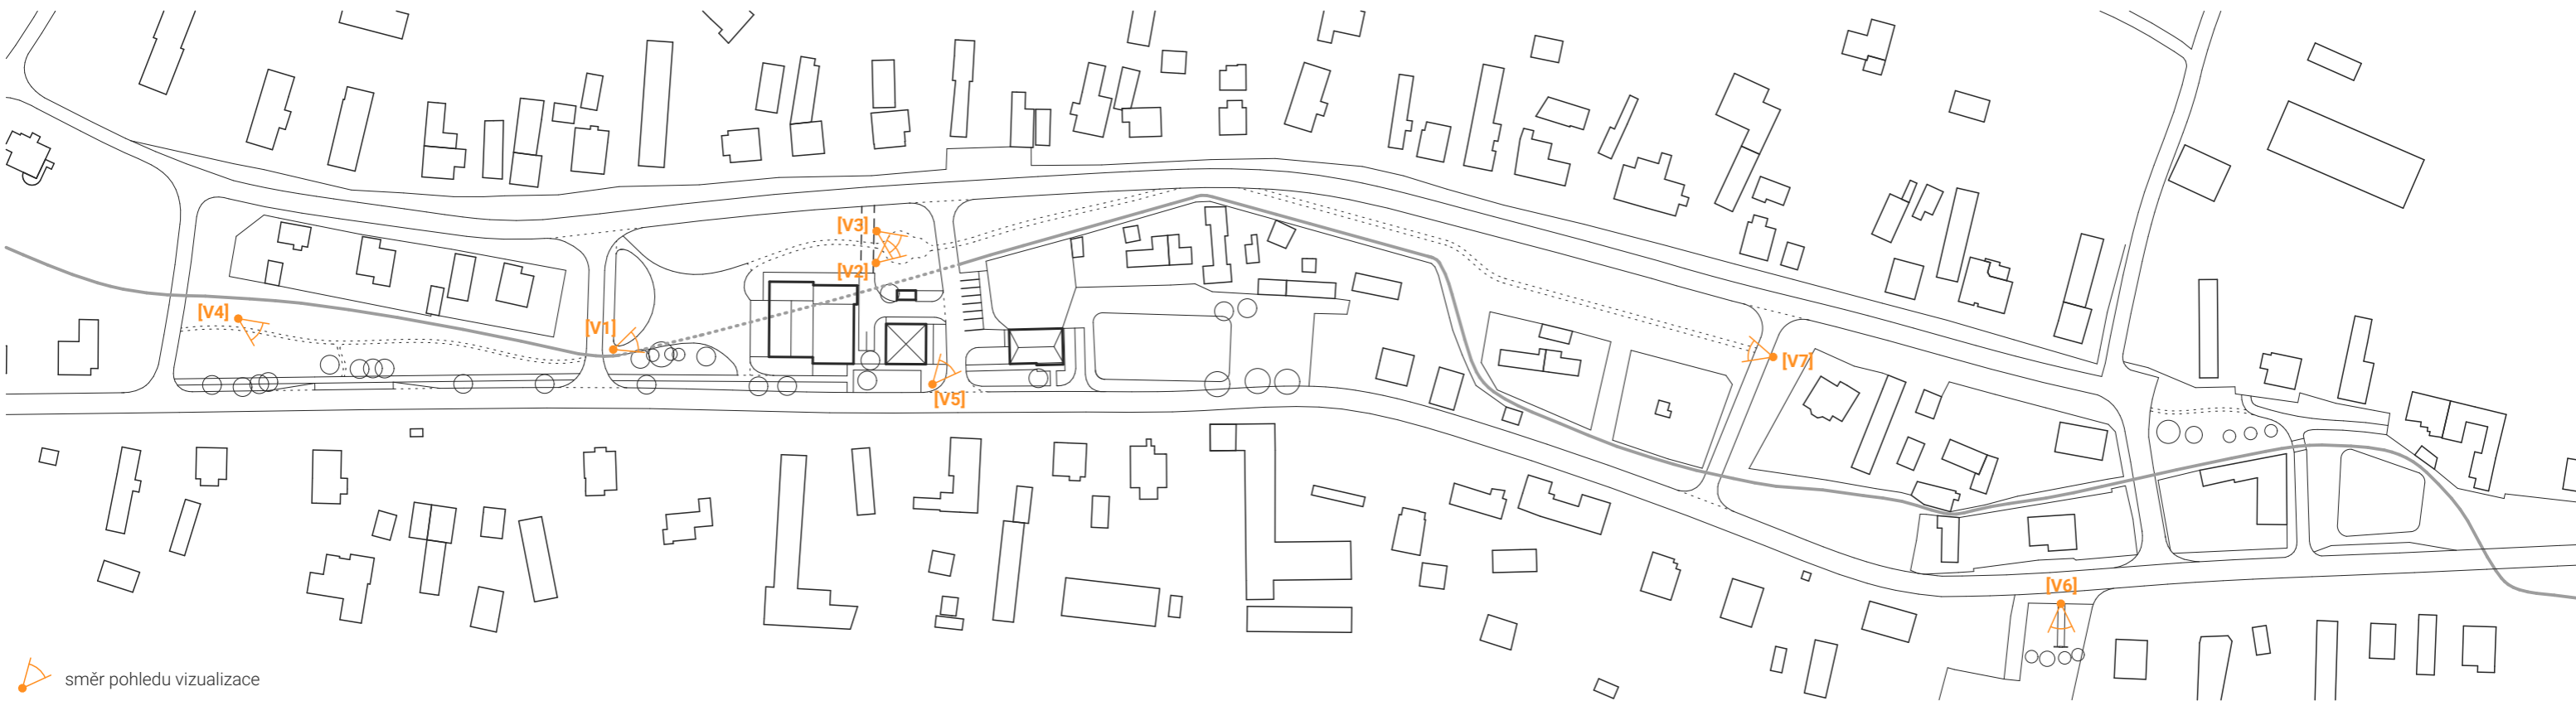 [V3]
[V2]
[V4]
[V1]
[V7]
[V5]
[V6]
směr pohledu vizualizace